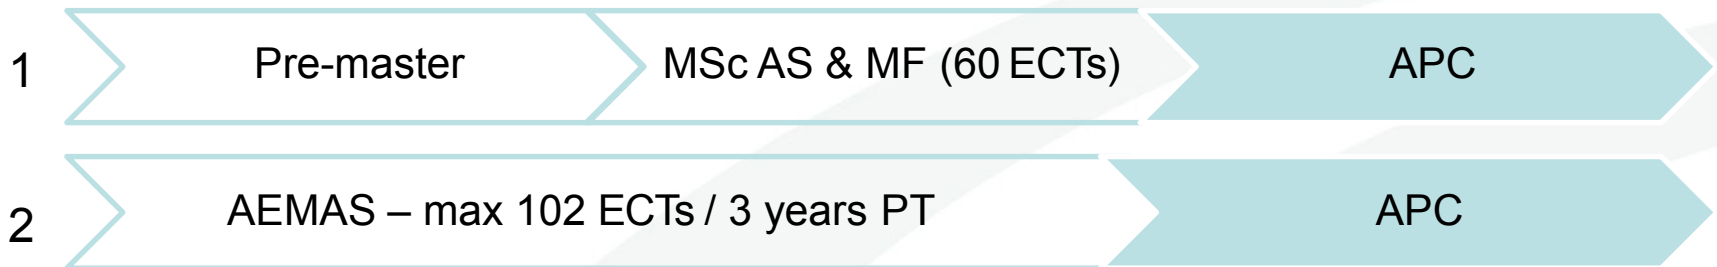 1 Pre-master MSc AS & MF (60 ECTs) APC
2 AEMAS – max 102 ECTs / 3 years PT APC